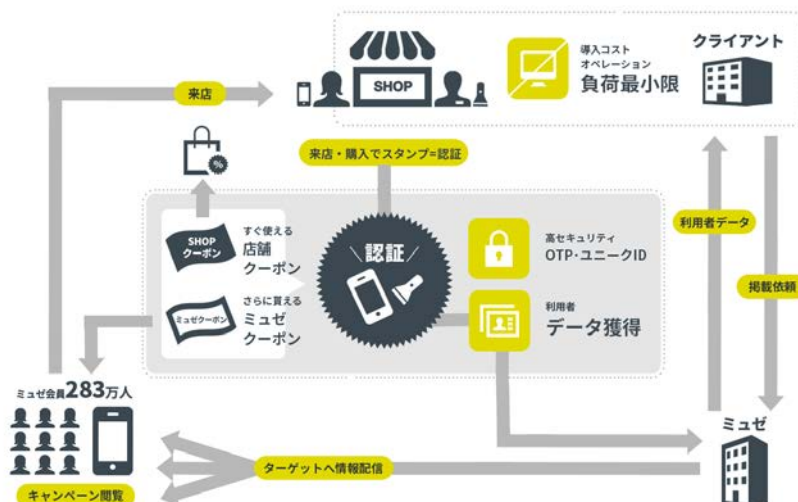 クライアント
導入コスト
オペレーション
負荷最小限
SHOP
来店
来店・購入でスタンプ=認証
%
SHOP
クーポン
すぐ使える
店舗
クーポン
認証
高セキュリティ
OTP・ユニークID
利用者データ
掲載依頼
ミュゼクーポン
さらに貰える
ミュゼ
クーポン
利用者
データ獲得
ミュゼ会員283万人
ミュゼ
ターゲットへ情報配信
キャンペーン閲覧